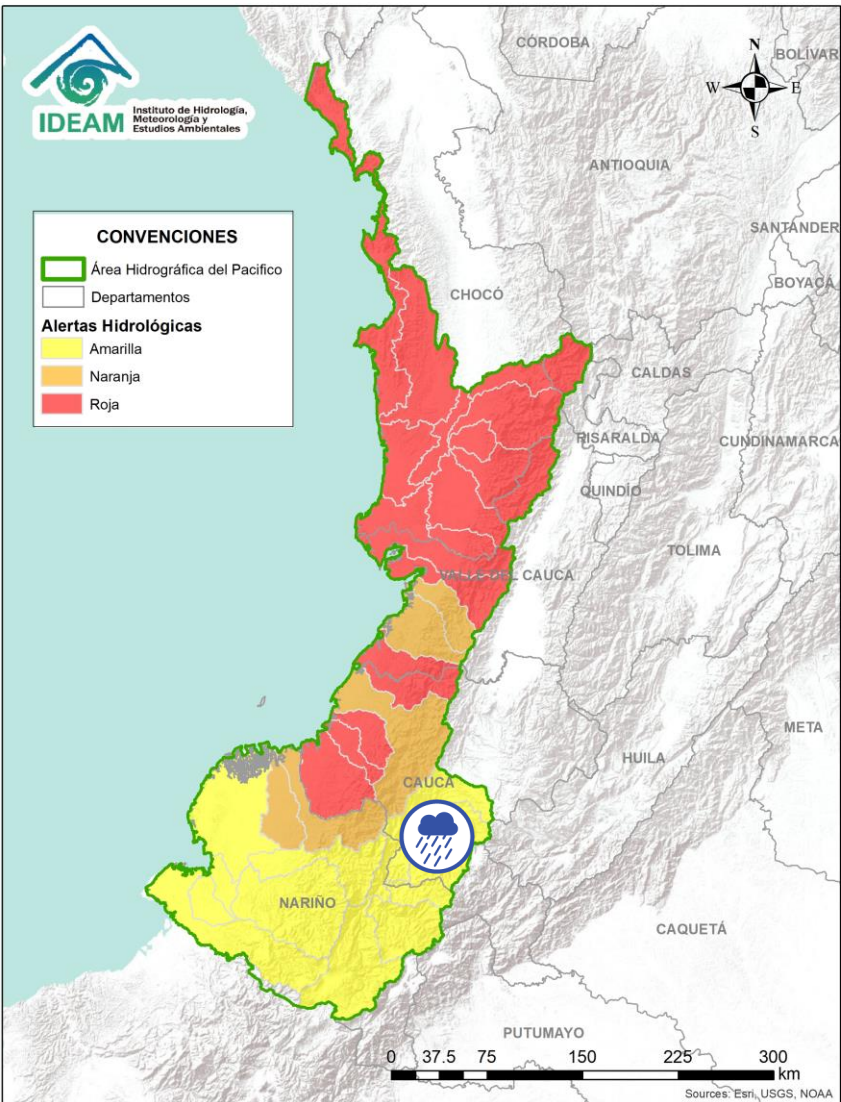 IDEAM
Instituto de Hidrología,
Meteorología y
Estudios Ambientales
CÓRDOBA
BOLÍVAR
N
W
E
S
ANTIOQUIA
SANTANDER
BOYACÁ
CONVENCIONES
Área Hidrográfica del Pacifico
Departamentos
Alertas Hidrológicas
Amarilla
Naranja
Roja
CHOCÓ
CALDAS
RISARALDA
CUNDINAMARCA
QUINDÍO
TOLIMA
VALLE DEL CAUCA
META
HUILA
CAUCA
NARIÑO
CAQUETÁ
PUTUMAYO
0 37.5 75 150 225 300
km
Sources: Esri, USGS, NOAA